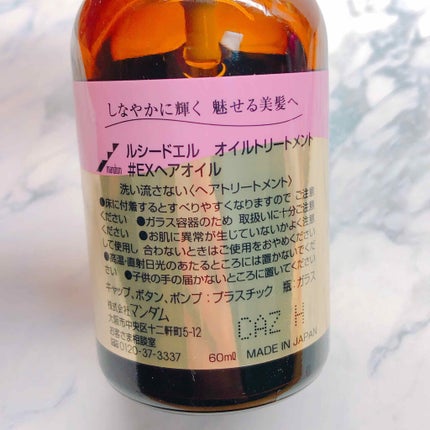 しなやかに輝く 魅せる美髪へ
mandom
ルシードエル オイルトリートメント
#EXヘアオイル
洗い流さない〈ヘアトリートメント〉
●床に付着するとすべりやすくなりますので ご注意
ください ●ガラス容器のため 取扱いに十分ご注意
ください ●お肌に異常が生じていないかよく注意
して使用し 合わないときはご使用をおやめください
●高温・直射日光のあたるところには置かないでくだ
さい ●子供の手の届かないところに置いてください
キャップ、ボタン、ポンプ：プラスチック 瓶：ガラス
株式会社マンダム
大阪市中央区十二軒町5-12
お客さま相談室
0120-37-3337
60mℓ
MADE IN JAPAN
CAZ H